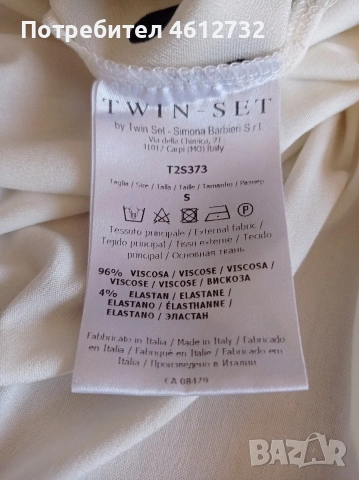 Потребител 4612732
TWIN-SET
by Twin Set - Simona Barbieri S.r.l.
Via della Chimica, 21
41012 Carpi (MO) Italy
T2S373
Taglia / Size / Talla / Taille / Tamanho / Размер
S
Tessuto principale / External fabric /
Tejido principal / Tissu externe / Tecido
principal / Основная ткань
96% VISCOSA / VISCOSE / VISCOSA /
VISCOSE / VISCOSE / ВИСКОЗА
4% ELASTAN / ELASTANE /
ELASTANO / ÉLASTHANNE /
ELASTANO / ЭЛАСТАН
Fabbricato in Italia / Made in Italy / Fabricado
en Italia / Fabriqué en Italie / Fabricado
em Itália / Произведено в Италии
CA 08479
BAZAR